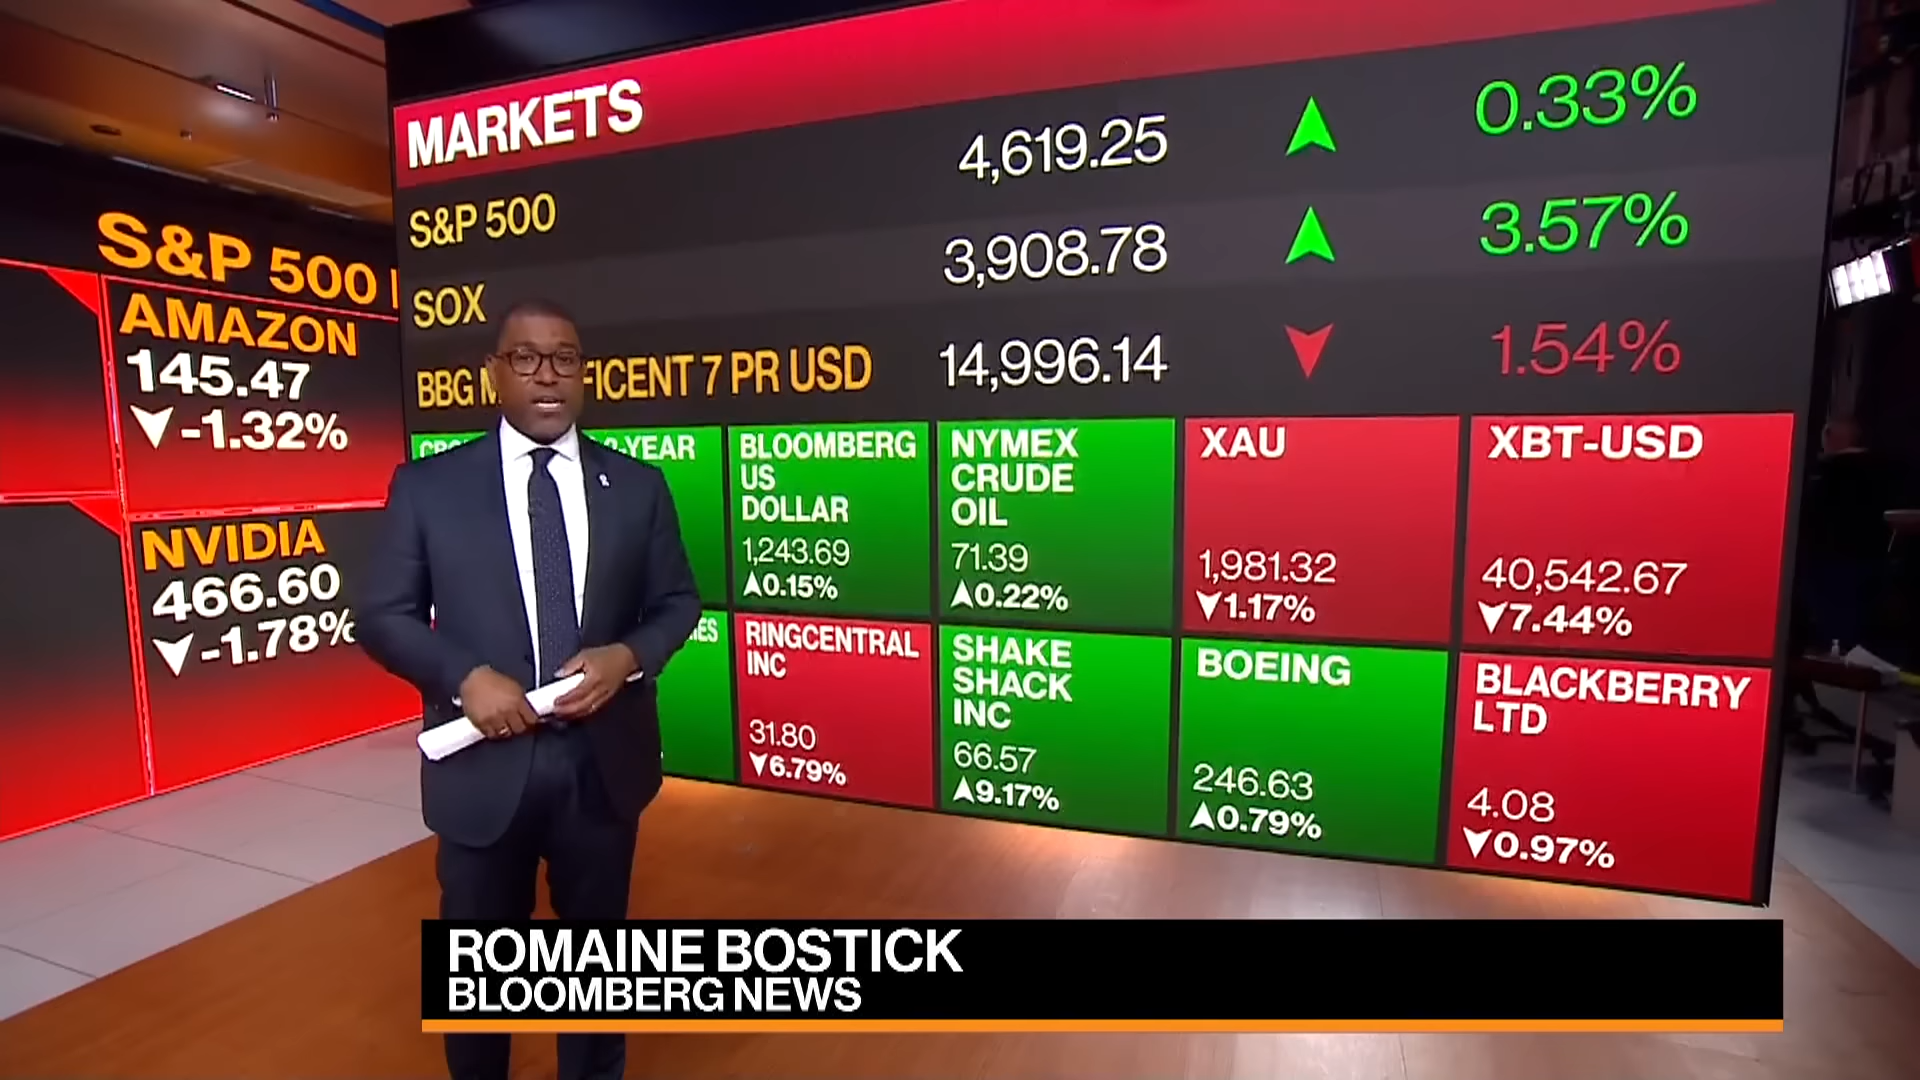 S&P 500
AMAZON
145.47
▼-1.32%
NVIDIA
466.60
▼-1.78%
MARKETS
S&P 500 4,619.25 ▲ 0.33%
SOX 3,908.78 ▲ 3.57%
BBG 7 PR USD 14,996.14 ▼ 1.54%
-YEAR
BLOOMBERG
US
DOLLAR
1,243.69
▲0.15%
NYMEX
CRUDE
OIL
71.39
▲0.22%
XAU
1,981.32
▼1.17%
XBT-USD
40,542.67
▼7.44%
RINGCENTRAL
INC
31.80
▼6.79%
SHAKE
SHACK
INC
66.57
▲9.17%
BOEING
246.63
▲0.79%
BLACKBERRY
LTD
4.08
▼0.97%
ROMAINE BOSTICK
BLOOMBERG NEWS